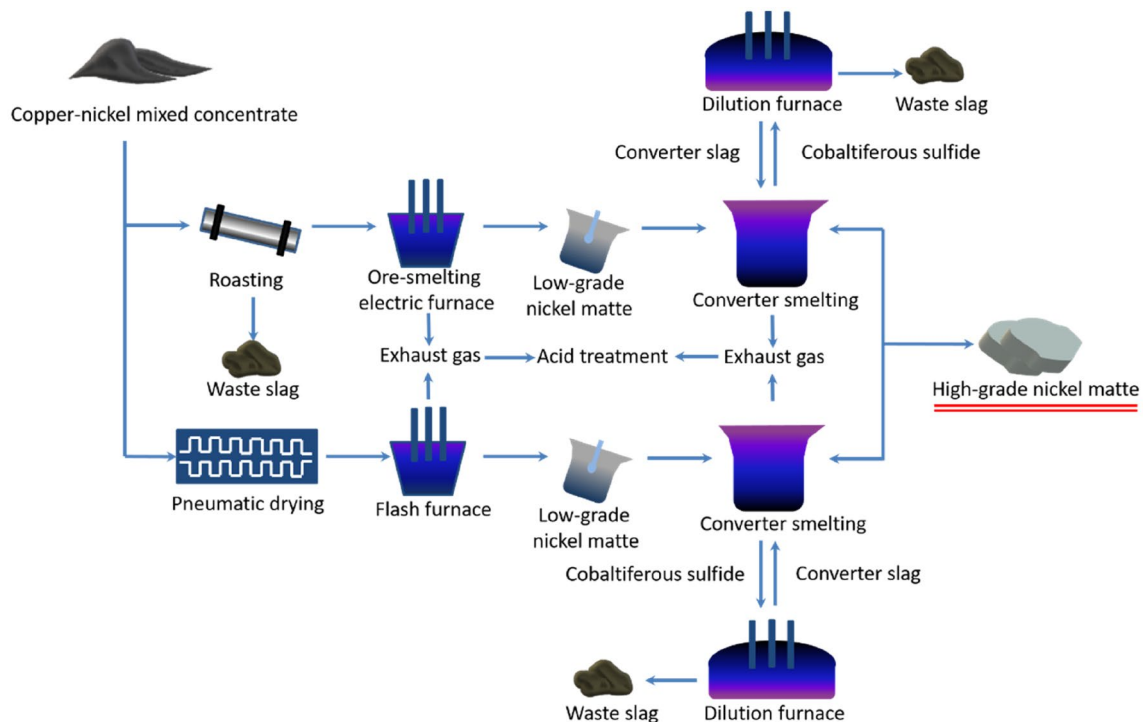 Copper-nickel mixed concentrate
Dilution furnace
Waste slag
Converter slag
Cobaltiferous sulfide
Roasting
Ore-smelting
electric furnace
Low-grade
nickel matte
Converter smelting
Waste slag
Exhaust gas
Acid treatment
Exhaust gas
High-grade nickel matte
Pneumatic drying
Flash furnace
Low-grade
nickel matte
Converter smelting
Cobaltiferous sulfide
Converter slag
Waste slag
Dilution furnace